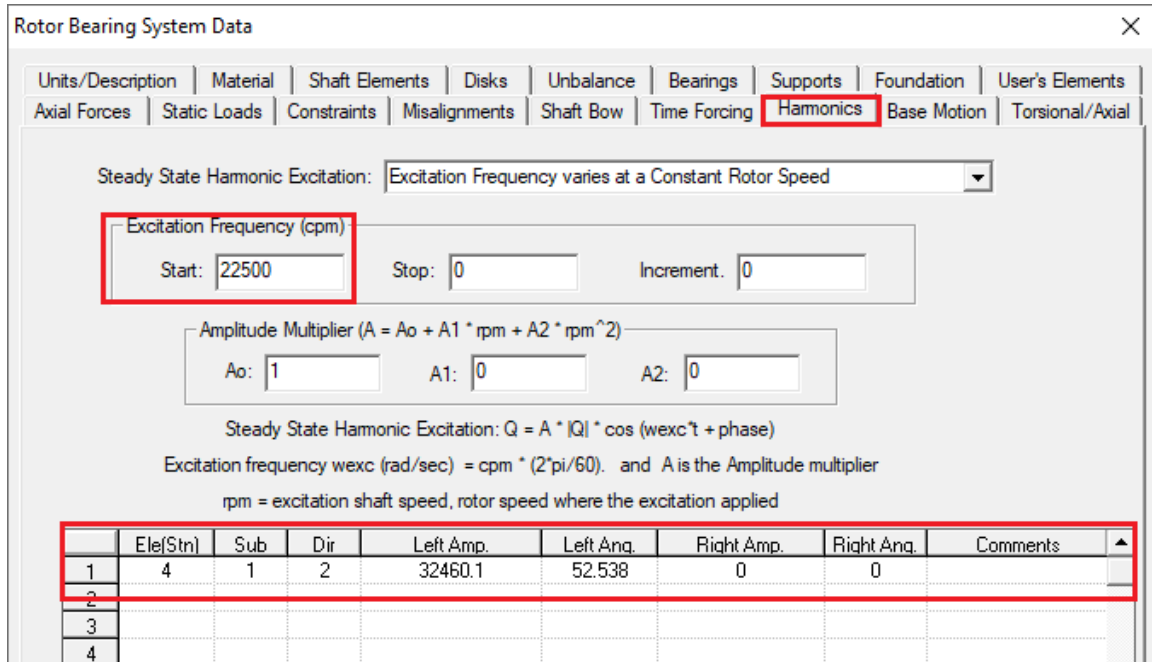 Rotor Bearing System Data
Units/Description Material Shaft Elements Disks Unbalance Bearings Supports Foundation User's Elements
Axial Forces Static Loads Constraints Misalignments Shaft Bow Time Forcing Harmonics Base Motion Torsional/Axial
Steady State Harmonic Excitation: Excitation Frequency varies at a Constant Rotor Speed
Excitation Frequency (cpm)
Start: 22500 Stop: 0 Increment. 0
Amplitude Multiplier (A = Ao + A1 * rpm + A2 * rpm^2)
Ao: 1 A1: 0 A2: 0
Steady State Harmonic Excitation: Q = A * |Q| * cos (wexc*t + phase)
Excitation frequency wexc (rad/sec) = cpm * (2*pi/60). and A is the Amplitude multiplier
rpm = excitation shaft speed, rotor speed where the excitation applied
Ele(Stn) Sub Dir Left Amp. Left Ang. Right Amp. Right Ang. Comments
1 4 1 2 32460.1 52.538 0 0
2
3
4